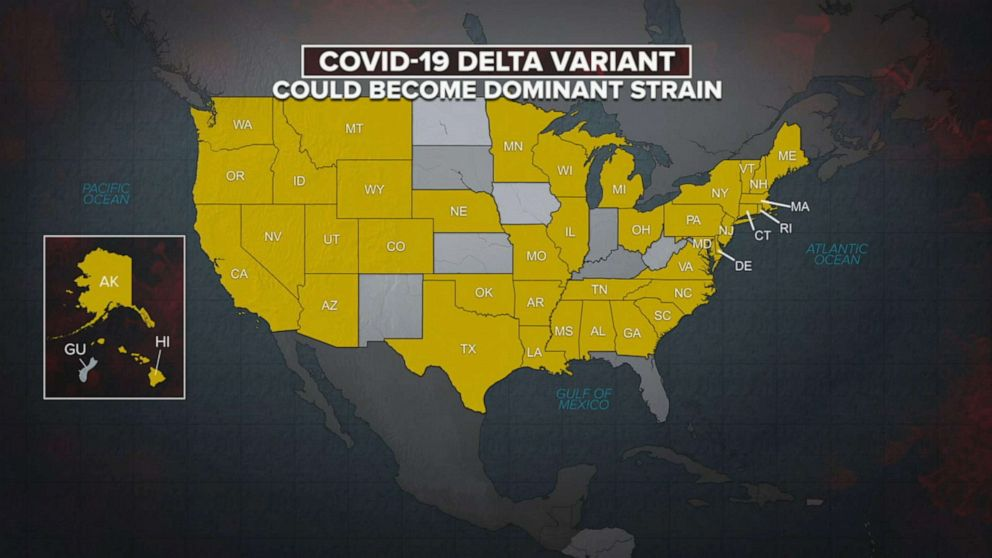 COVID-19 DELTA VARIANT
COULD BECOME DOMINANT STRAIN
WA
MT
MN
ME
VT
NH
OR
ID
WI
MI
NY
WY
MA
PACIFIC
OCEAN
NE
PA
RI
NV
UT
CO
IL
OH
NJ
CT
MD
ATLANTIC
OCEAN
MO
DE
CA
VA
AK
AZ
OK
AR
TN
NC
SC
GU
HI
TX
LA
MS
AL
GA
GULF OF
MEXICO